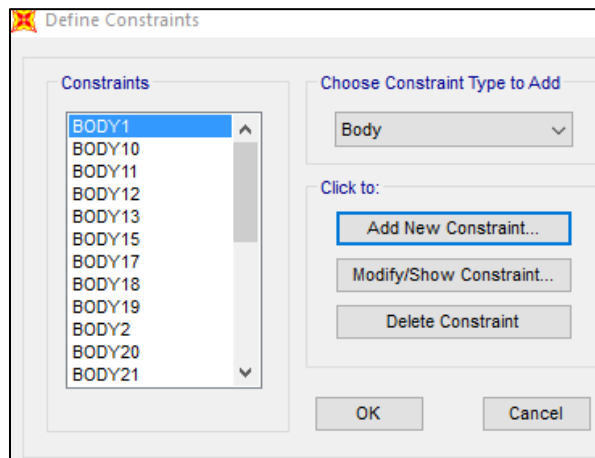 Define Constraints
Constraints
BODY1
BODY10
BODY11
BODY12
BODY13
BODY15
BODY17
BODY18
BODY19
BODY2
BODY20
BODY21
Choose Constraint Type to Add
Body
Click to:
Add New Constraint...
Modify/Show Constraint...
Delete Constraint
OK
Cancel